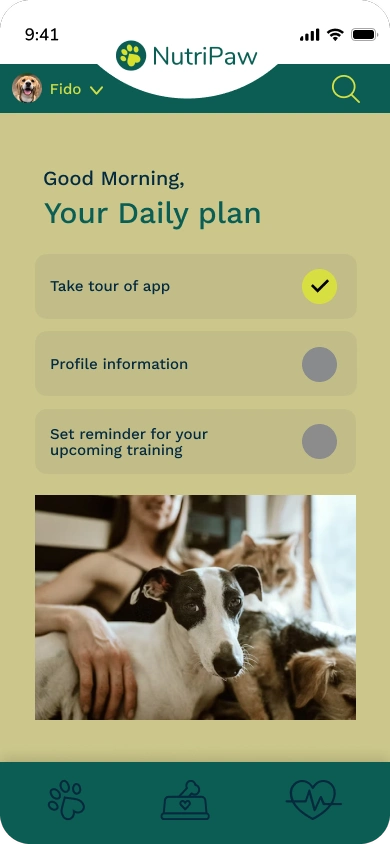 9:41
NutriPaw
Fido
Good Morning,
Your Daily plan
Take tour of app
Profile information
Set reminder for your
upcoming training